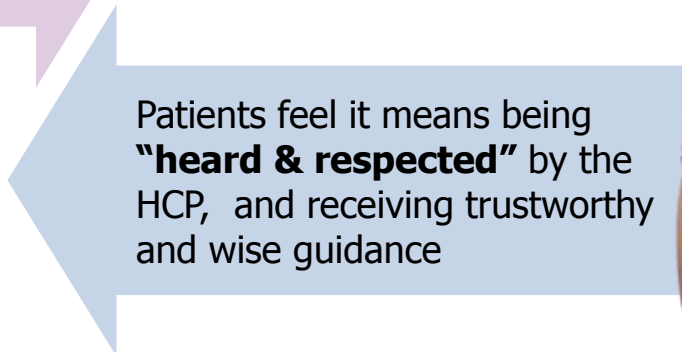 Patients feel it means being
“heard & respected” by the
HCP,  and receiving trustworthy
and wise guidance